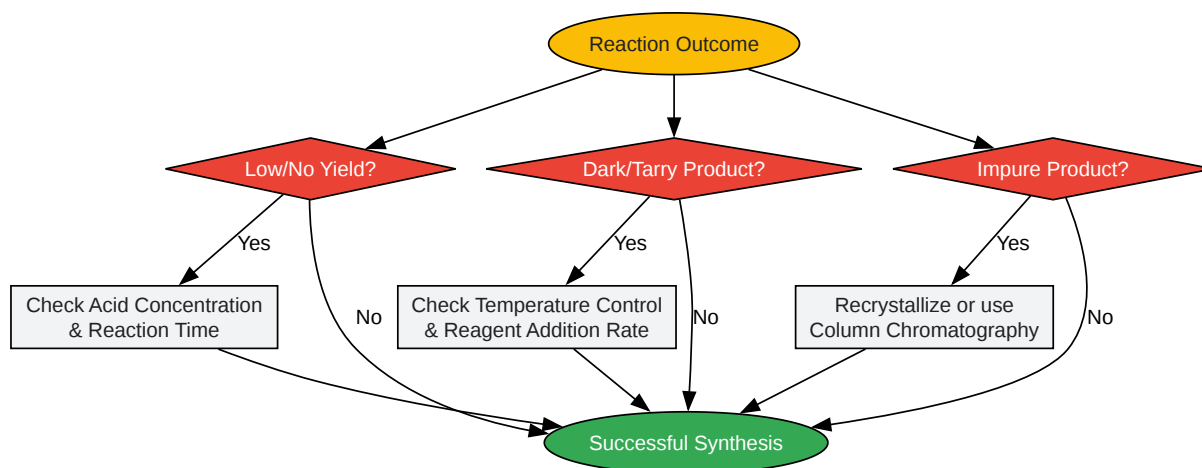 Reaction Outcome
Low/No Yield?
Dark/Tarry Product?
Impure Product?
Yes
Yes
Yes
Check Acid Concentration
& Reaction Time
No
Check Temperature Control
& Reagent Addition Rate
No
Recrystallize or use
Column Chromatography
No
Successful Synthesis